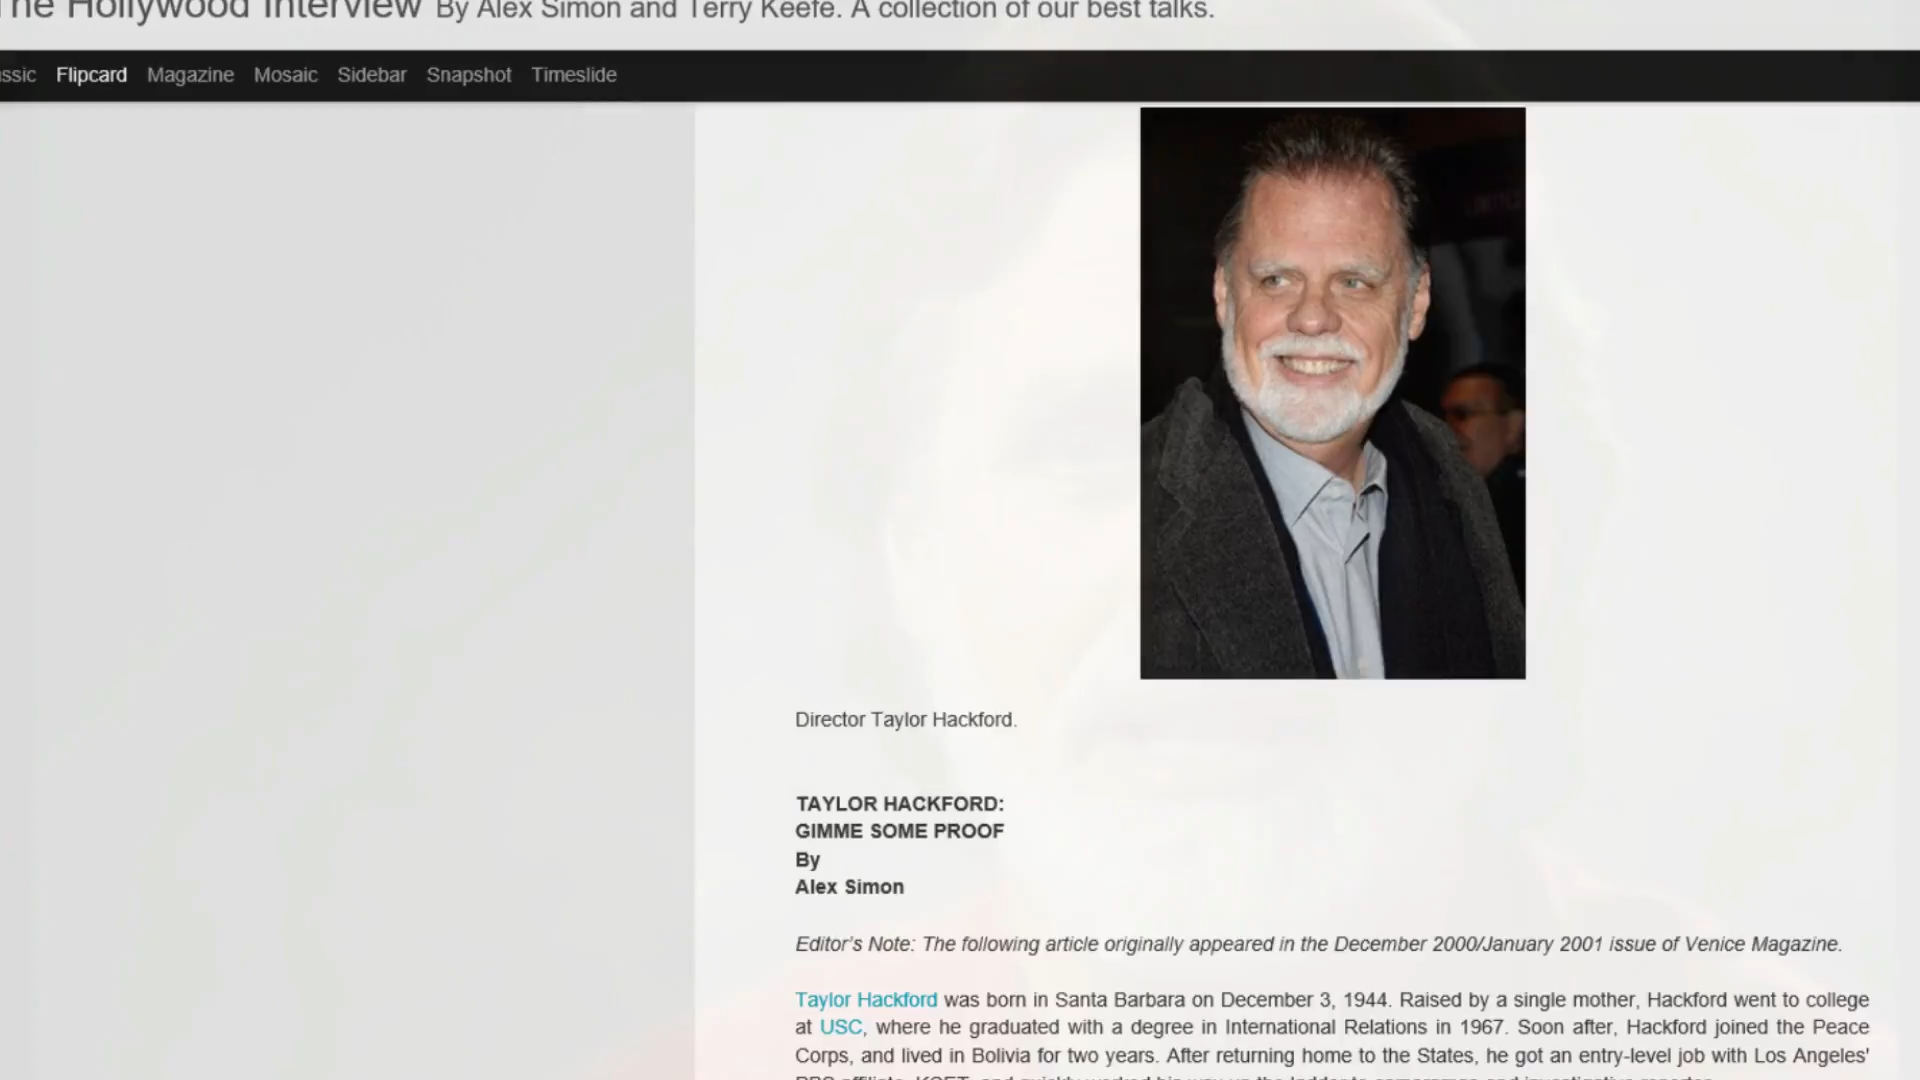 The Hollywood Interview By Alex Simon and Terry Keefe. A collection of our best talks.
ssic Flipcard Magazine Mosaic Sidebar Snapshot Timeslide
Director Taylor Hackford.
TAYLOR HACKFORD:
GIMME SOME PROOF
By
Alex Simon
Editor's Note: The following article originally appeared in the December 2000/January 2001 issue of Venice Magazine.
Taylor Hackford was born in Santa Barbara on December 3, 1944. Raised by a single mother, Hackford went to college
at USC, where he graduated with a degree in International Relations in 1967. Soon after, Hackford joined the Peace
Corps, and lived in Bolivia for two years. After returning home to the States, he got an entry-level job with Los Angeles'